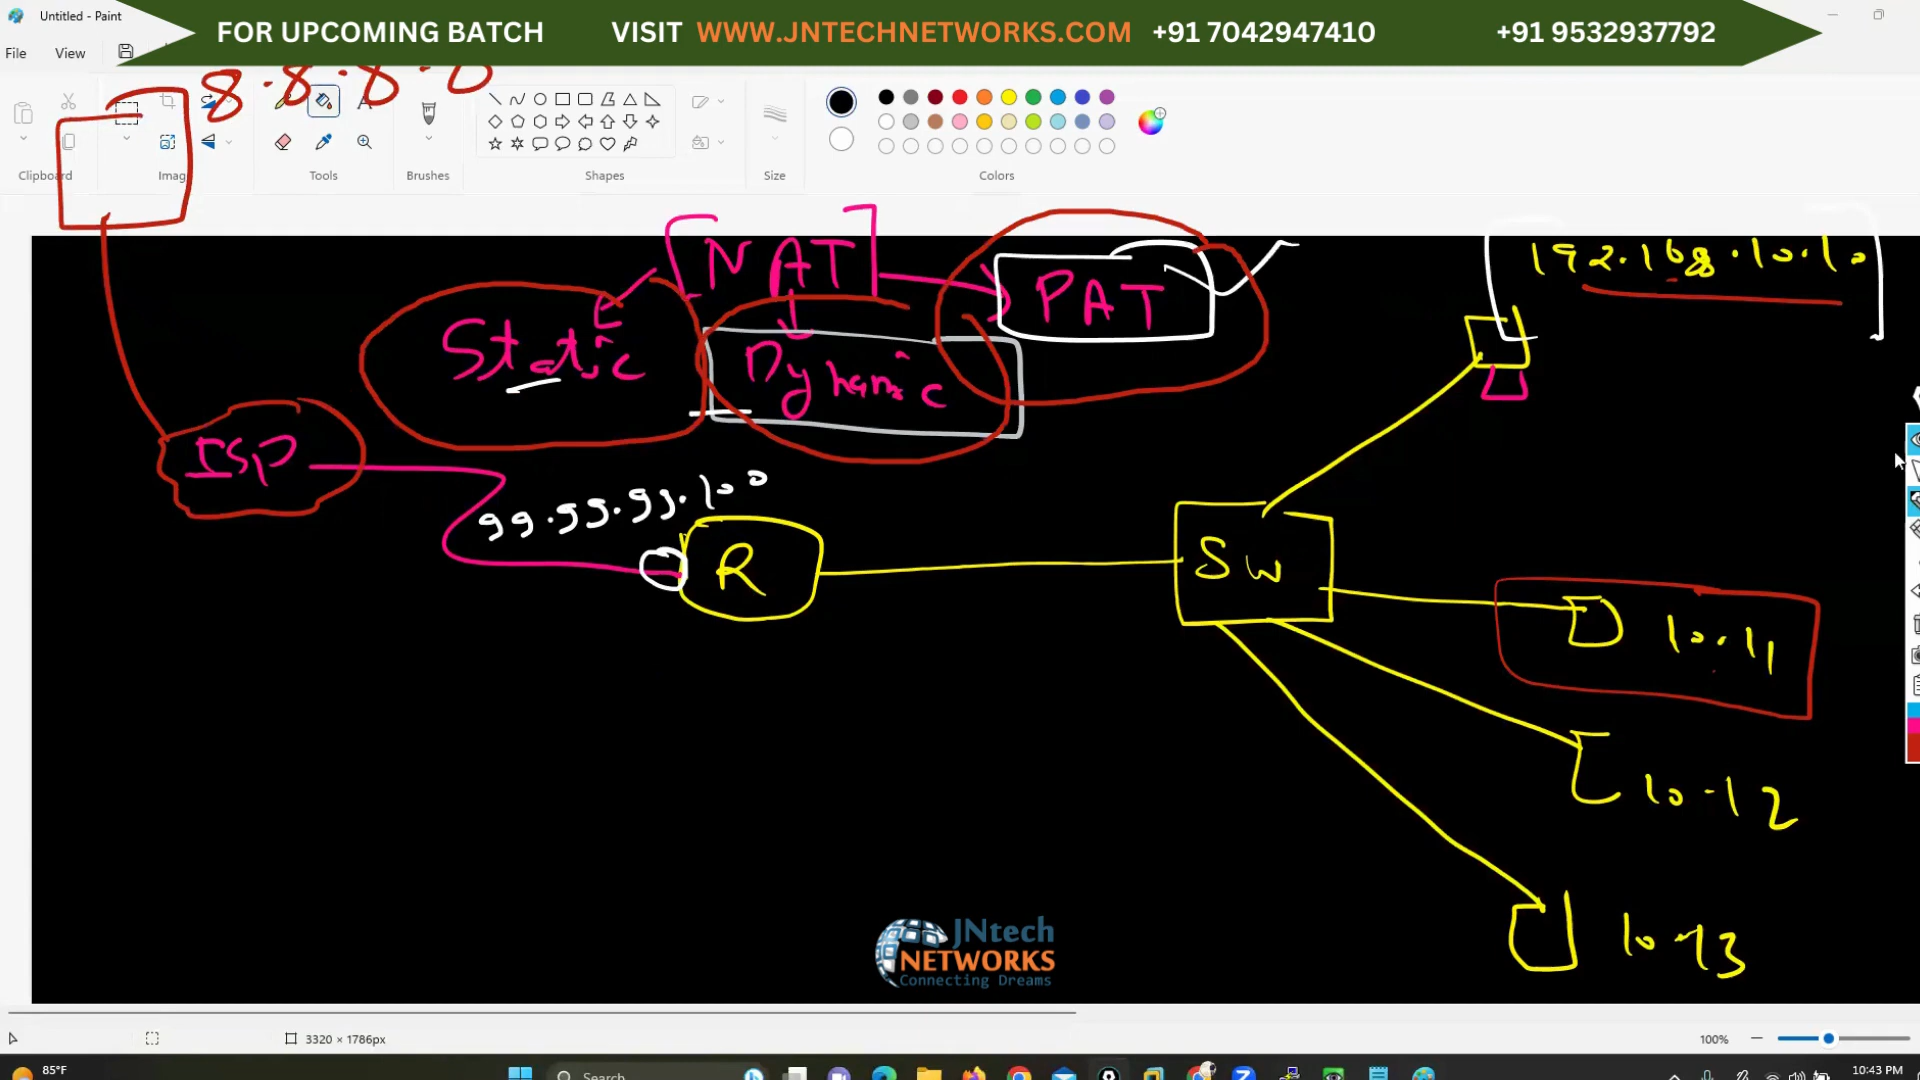 Untitled - Paint
FOR UPCOMING BATCH VISIT WWW.JNTECHNETWORKS.COM +91 7042947410 +91 9532937792
File View
8.8.8.8
Clipboard Image Tools Brushes Shapes Size Colors
NAT
192.168.10.10
PAT
Static
Dynamic
ISP
99.99.99.100
R
SW
10.11
10.12
10.13
JNtech
NETWORKS
Connecting Dreams
3320 × 1786px
100%
85°F
Search
10:43 PM